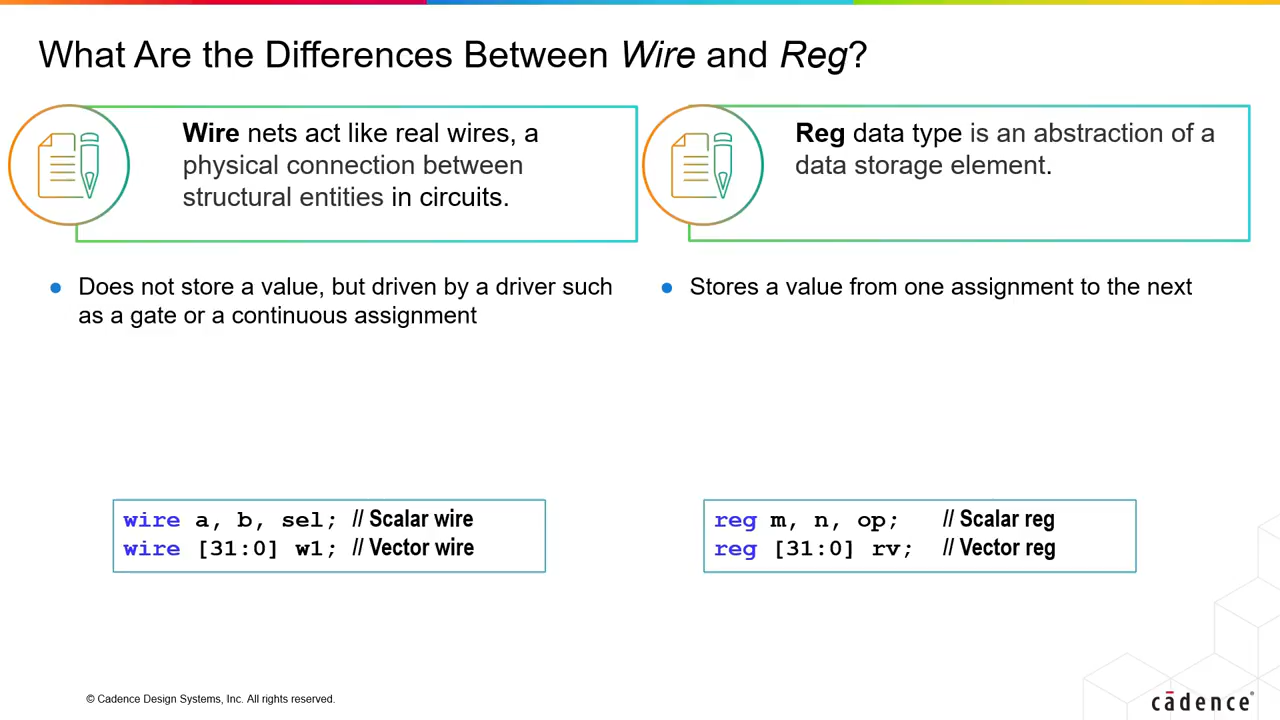 What Are the Differences Between Wire and Reg?
Wire nets act like real wires, a
physical connection between
structural entities in circuits.
Reg data type is an abstraction of a
data storage element.
● Does not store a value, but driven by a driver such
as a gate or a continuous assignment
● Stores a value from one assignment to the next
wire a, b, sel; // Scalar wire
wire [31:0] w1; // Vector wire
reg m, n, op; // Scalar reg
reg [31:0] rv; // Vector reg
© Cadence Design Systems, Inc. All rights reserved.
cādence®